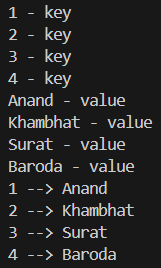 1 - key
2 - key
3 - key
4 - key
Anand - value
Khambhat - value
Surat - value
Baroda - value
1 --> Anand
2 --> Khambhat
3 --> Surat
4 --> Baroda